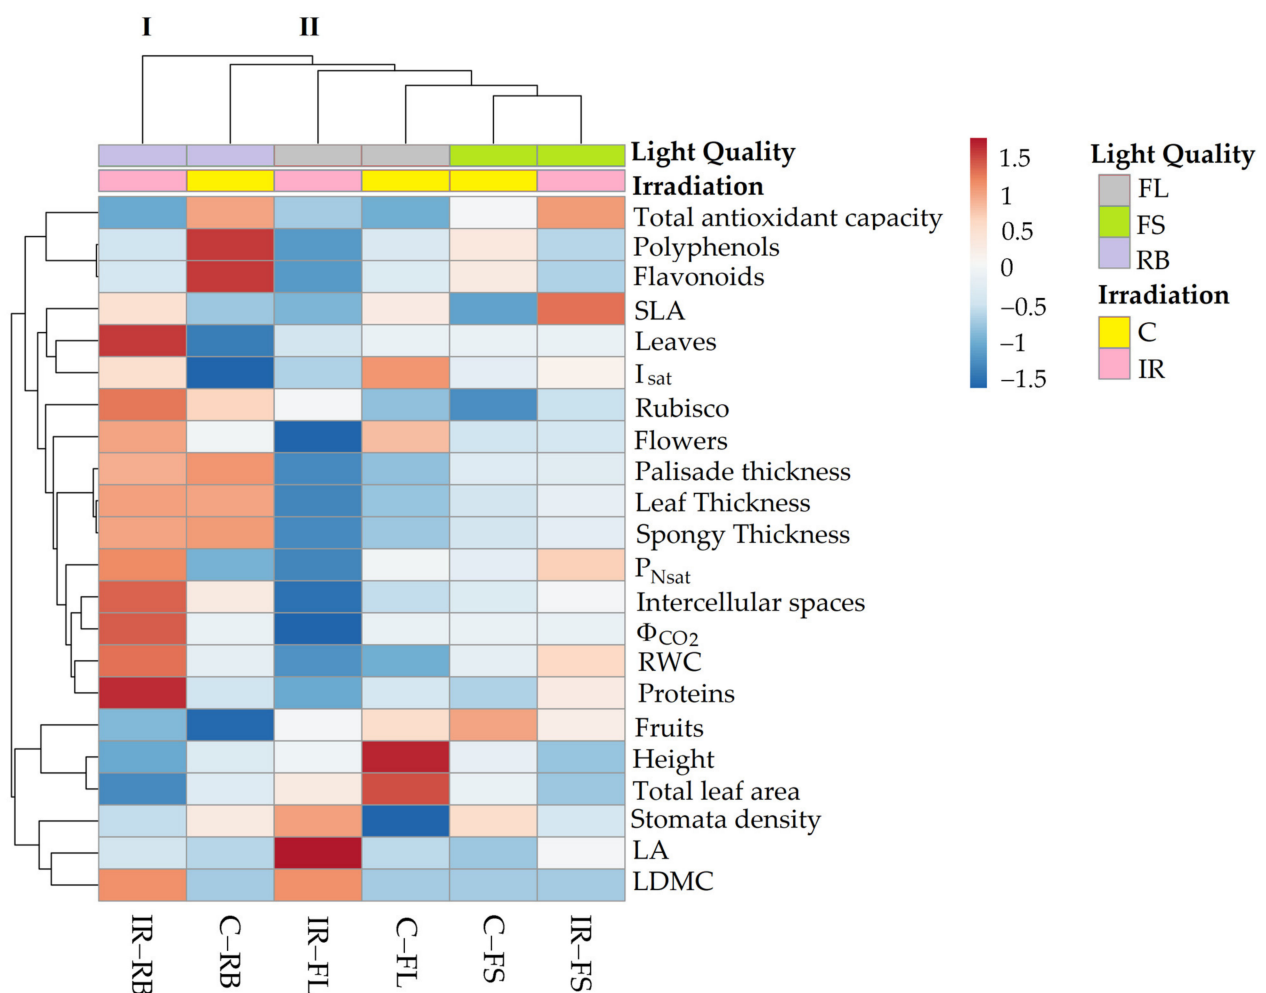 I II
Light Quality
Irradiation
Total antioxidant capacity
Polyphenols
Flavonoids
SLA
Leaves
I sat
Rubisco
Flowers
Palisade thickness
Leaf Thickness
Spongy Thickness
PNsat
Intercellular spaces
ΦCO2
RWC
Proteins
Fruits
Height
Total leaf area
Stomata density
LA
LDMC
IR–RB
C–RB
IR–FL
C–FL
C–FS
IR–FS
1.5
1
0.5
0
−0.5
−1
−1.5
Light Quality
FL
FS
RB
Irradiation
C
IR